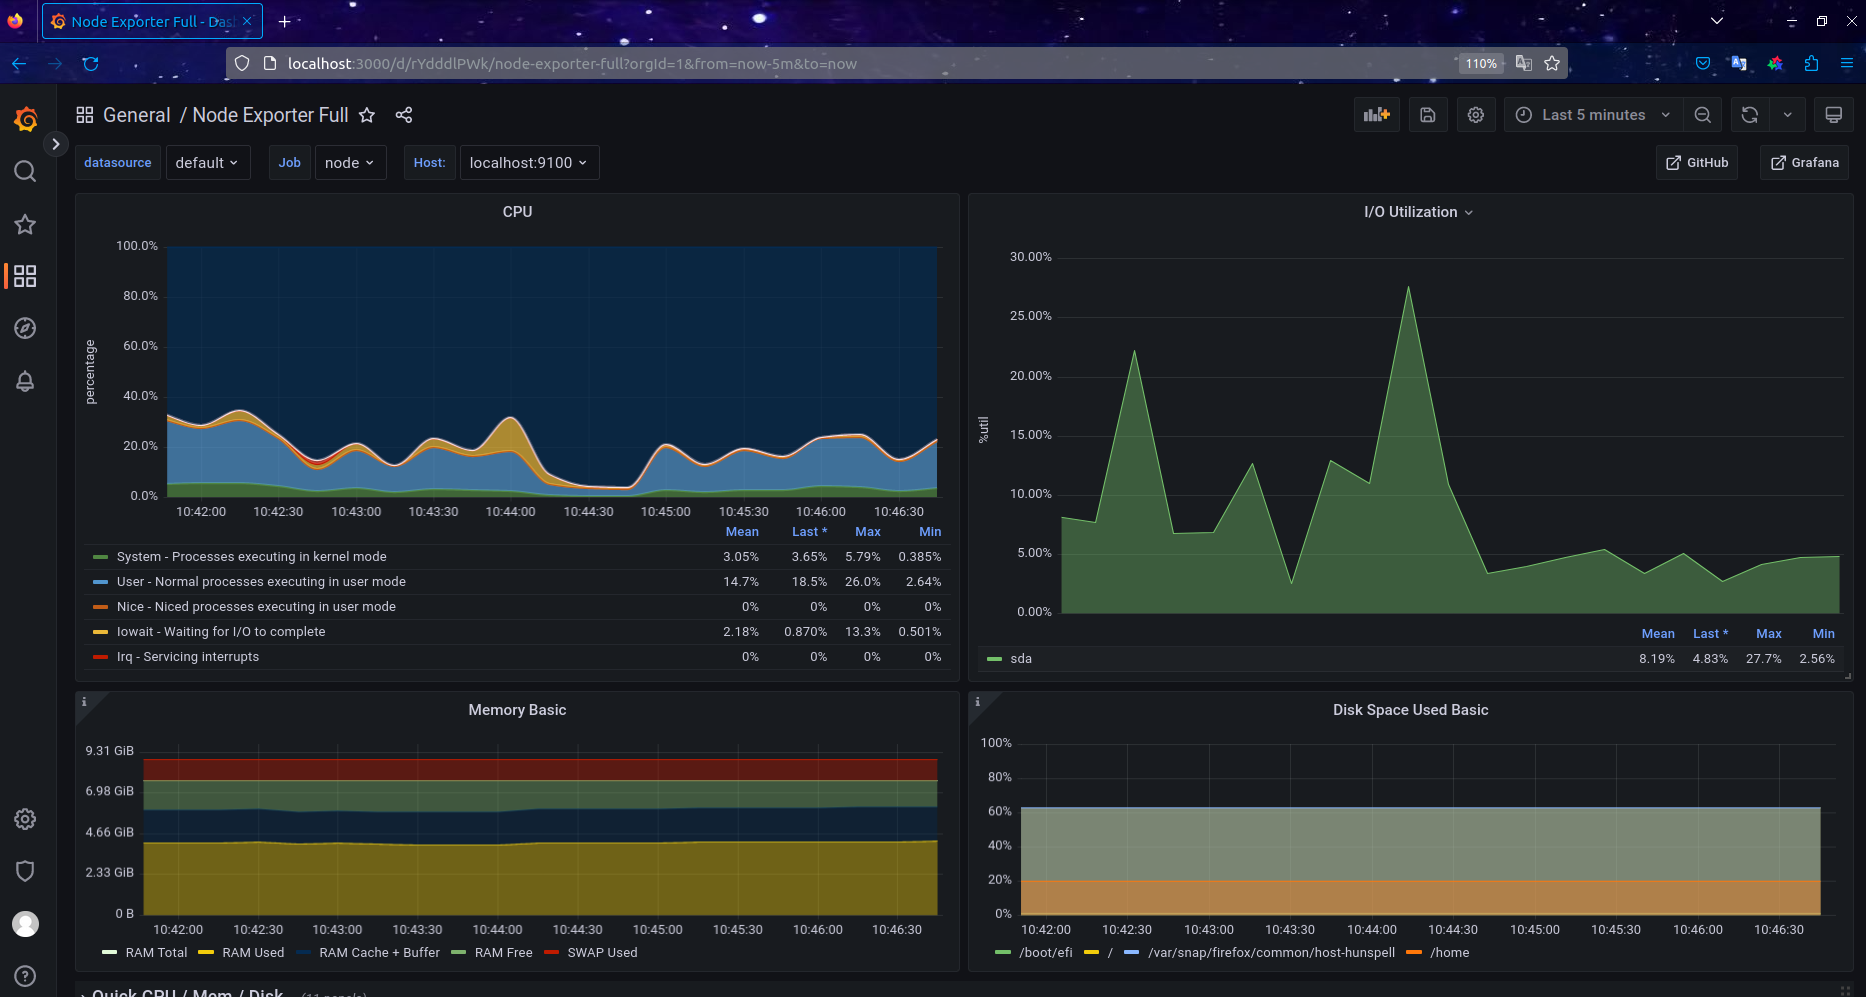 Node Exporter Full - Das
localhost:3000/d/rYdddlPWk/node-exporter-full?orgId=1&from=now-5m&to=now
110%
General / Node Exporter Full
Last 5 minutes
datasource default Job node Host: localhost:9100
GitHub Grafana
CPU
percentage
100.0%
80.0%
60.0%
40.0%
20.0%
0.0%
10:42:00 10:42:30 10:43:00 10:43:30 10:44:00 10:44:30 10:45:00 10:45:30 10:46:00 10:46:30
Mean Last * Max Min
System - Processes executing in kernel mode 3.05% 3.65% 5.79% 0.385%
User - Normal processes executing in user mode 14.7% 18.5% 26.0% 2.64%
Nice - Niced processes executing in user mode 0% 0% 0% 0%
Iowait - Waiting for I/O to complete 2.18% 0.870% 13.3% 0.501%
Irq - Servicing interrupts 0% 0% 0% 0%
I/O Utilization
%util
30.00%
25.00%
20.00%
15.00%
10.00%
5.00%
0.00%
Mean Last * Max Min
sda 8.19% 4.83% 27.7% 2.56%
Memory Basic
9.31 GiB
6.98 GiB
4.66 GiB
2.33 GiB
0 B
10:42:00 10:42:30 10:43:00 10:43:30 10:44:00 10:44:30 10:45:00 10:45:30 10:46:00 10:46:30
RAM Total RAM Used RAM Cache + Buffer RAM Free SWAP Used
Disk Space Used Basic
100%
80%
60%
40%
20%
0%
10:42:00 10:42:30 10:43:00 10:43:30 10:44:00 10:44:30 10:45:00 10:45:30 10:46:00 10:46:30
/boot/efi / /var/snap/firefox/common/host-hunspell /home
Quick CPU / Mem / Disk (11 panels)